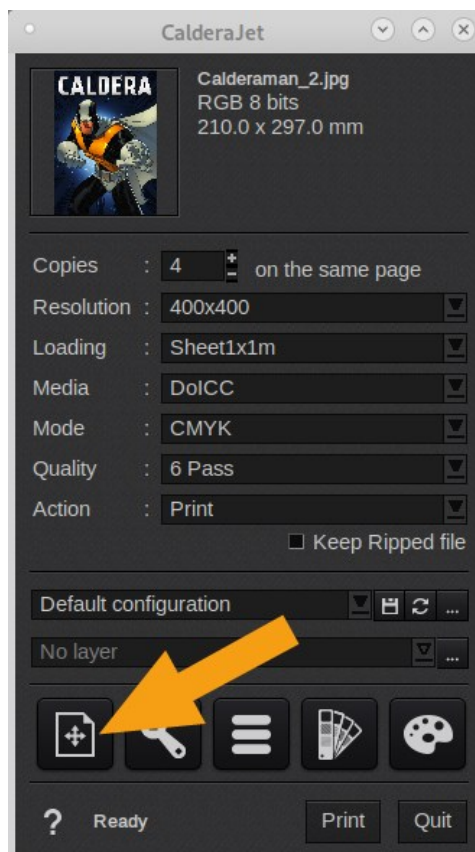 CalderaJet
CALDERA
Calderaman_2.jpg
RGB 8 bits
210.0 x 297.0 mm
Copies : 4 + - on the same page
Resolution : 400x400
Loading : Sheet1x1m
Media : DoICC
Mode : CMYK
Quality : 6 Pass
Action : Print
Keep Ripped file
Default configuration ...
No layer ...
? Ready Print Quit